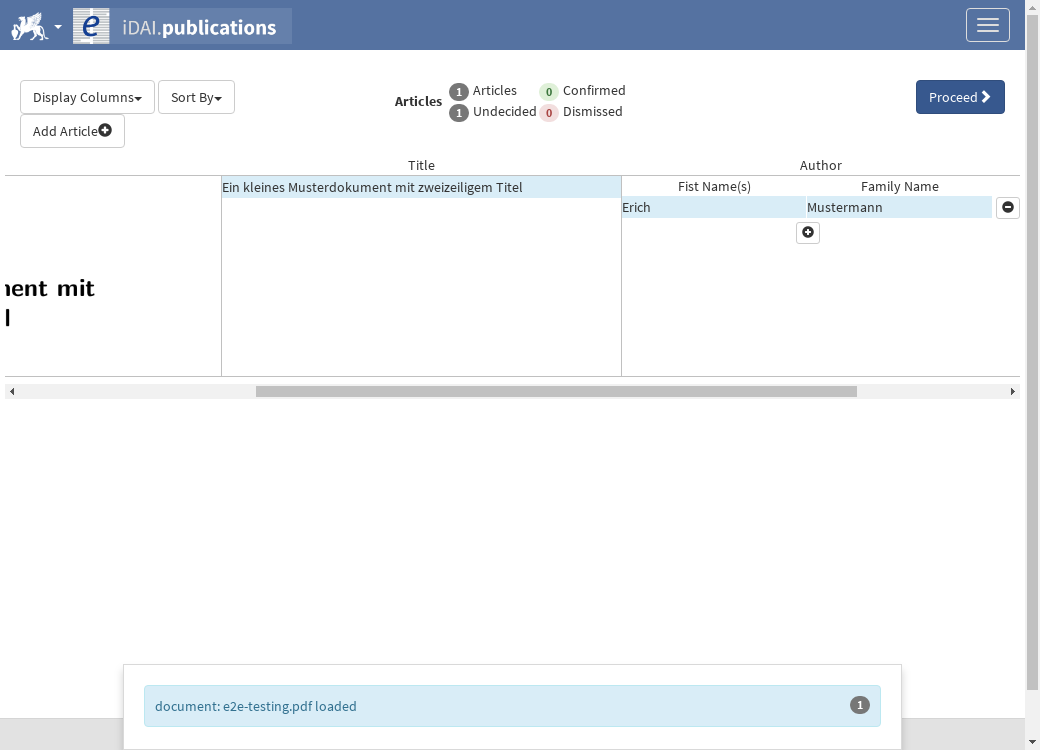 iDAI.publications
Display Columns
Sort By
Add Article
Articles
1 Articles
0 Confirmed
1 Undecided
0 Dismissed
Proceed
Title
Author
Fist Name(s)
Family Name
Ein kleines Musterdokument mit zweizeiligem Titel
Erich
Mustermann
mit
document: e2e-testing.pdf loaded
1